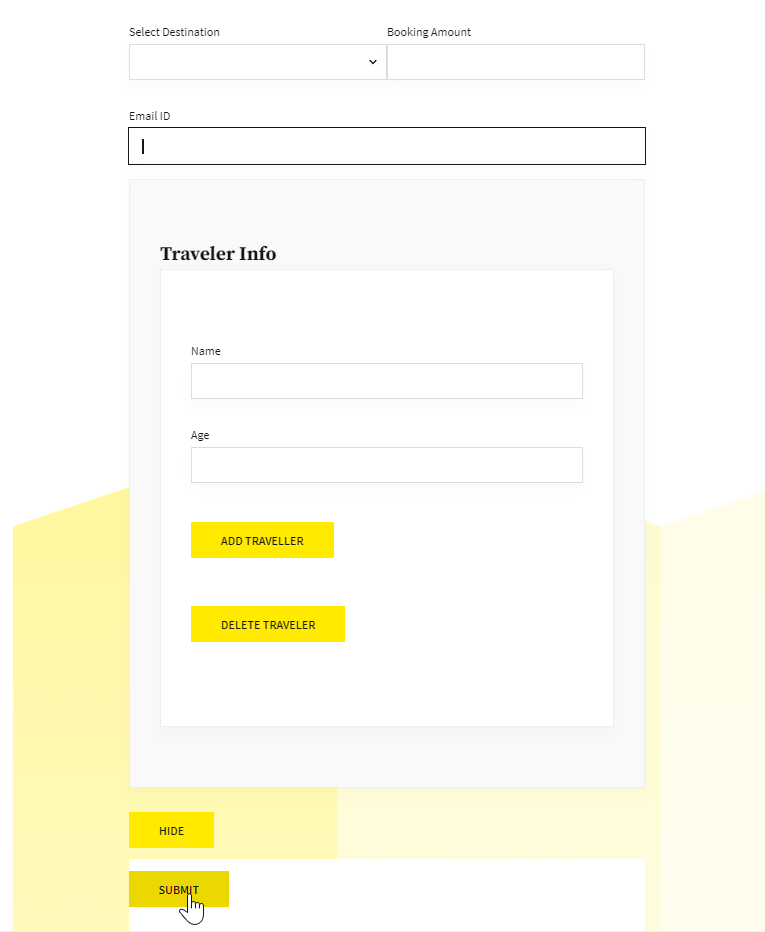 Select Destination
Booking Amount
Email ID
Traveler Info
Name
Age
ADD TRAVELLER
DELETE TRAVELER
HIDE
SUBMIT